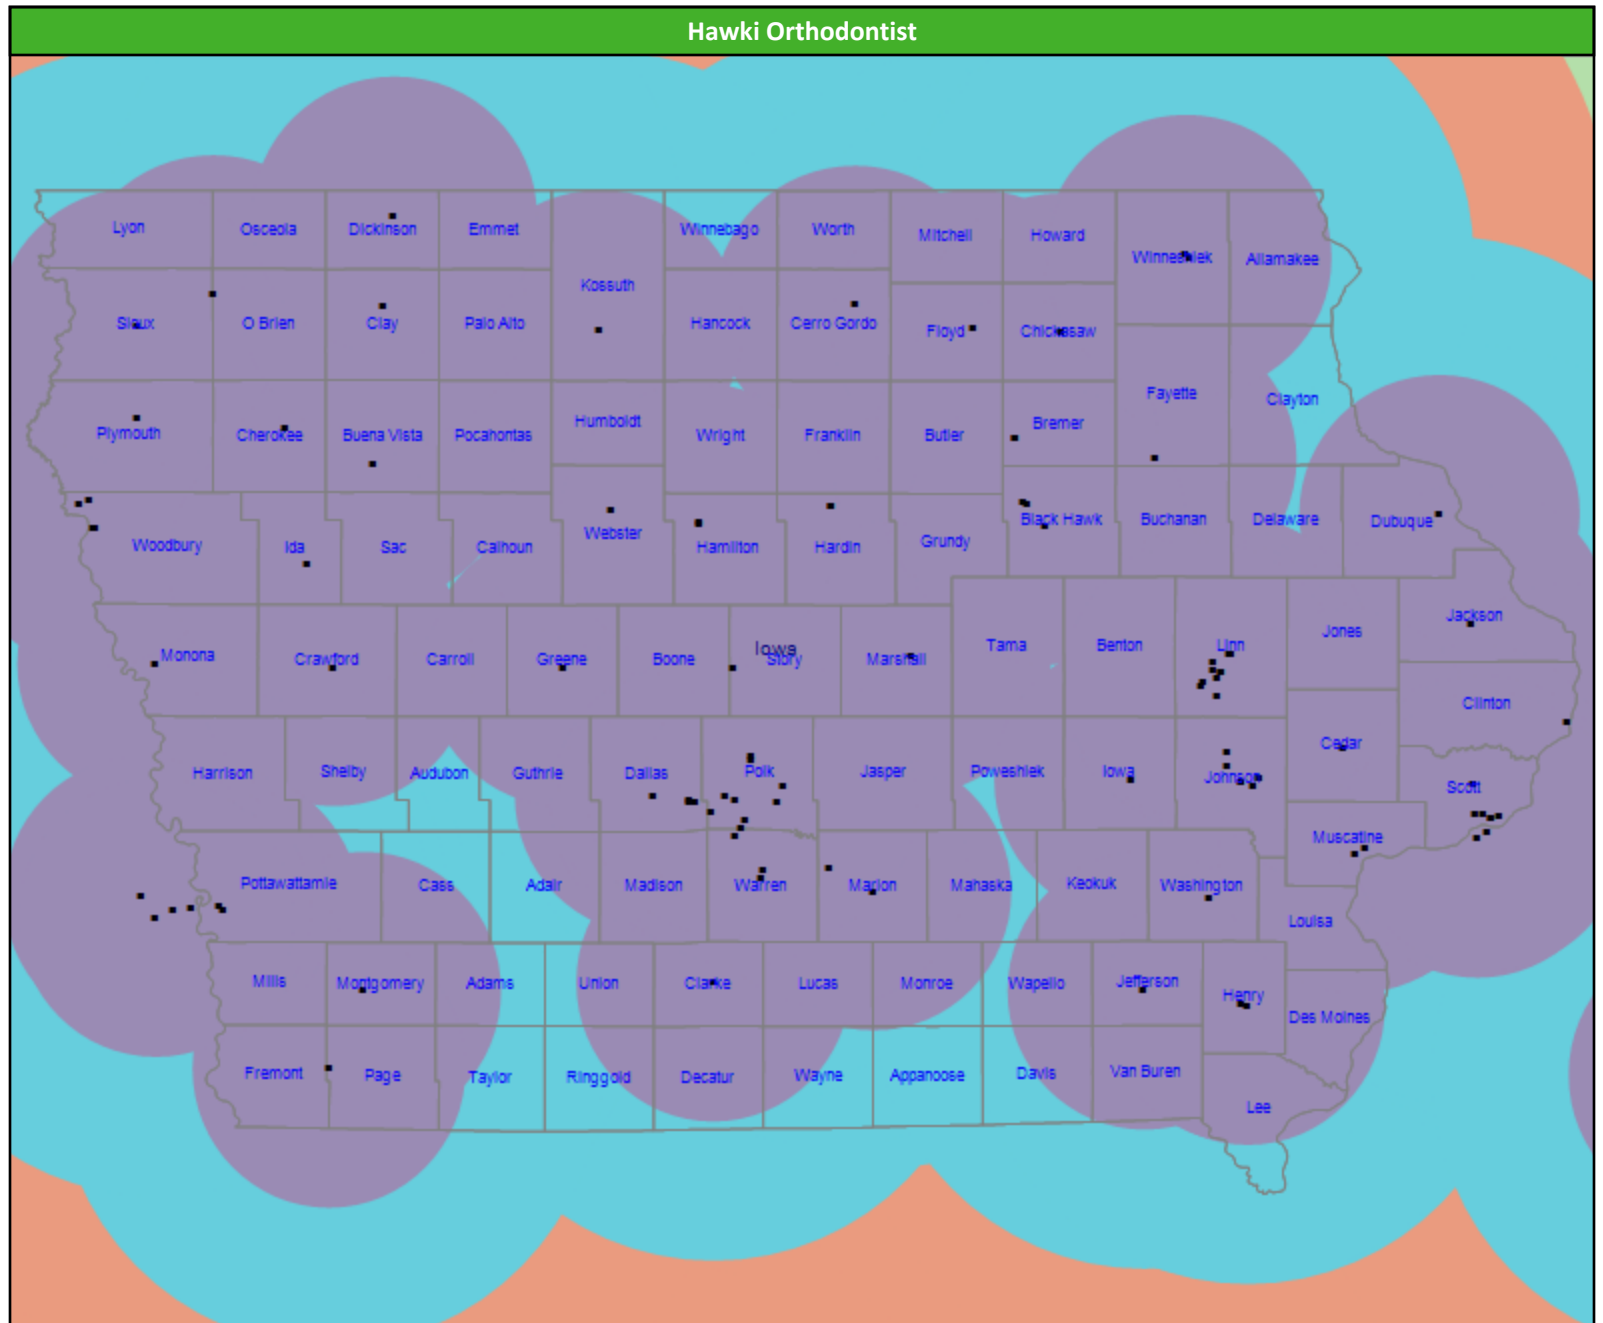 Hawki Orthodontist
Lyon
Osceola
Dickinson
Emmet
Winnebago
Worth
Mitchell
Howard
Winneshiek
Allamakee
Kossuth
Sioux
O Brien
Clay
Palo Alto
Hancock
Cerro Gordo
Floyd
Chickasaw
Fayette
Clayton
Plymouth
Cherokee
Buena Vista
Pocahontas
Humboldt
Wright
Franklin
Butler
Bremer
Woodbury
Ida
Sac
Calhoun
Webster
Hamilton
Hardin
Grundy
Black Hawk
Buchanan
Delaware
Dubuque
Monona
Crawford
Carroll
Greene
Boone
Iowa
Story
Marshall
Tama
Benton
Linn
Jones
Jackson
Clinton
Harrison
Shelby
Audubon
Guthrie
Dallas
Polk
Jasper
Poweshiek
Iowa
Johnson
Cedar
Scott
Muscatine
Pottawattamie
Cass
Adair
Madison
Warren
Marion
Mahaska
Keokuk
Washington
Louisa
Mills
Montgomery
Adams
Union
Clarke
Lucas
Monroe
Wapello
Jefferson
Henry
Des Moines
Fremont
Page
Taylor
Ringgold
Decatur
Wayne
Appanoose
Davis
Van Buren
Lee